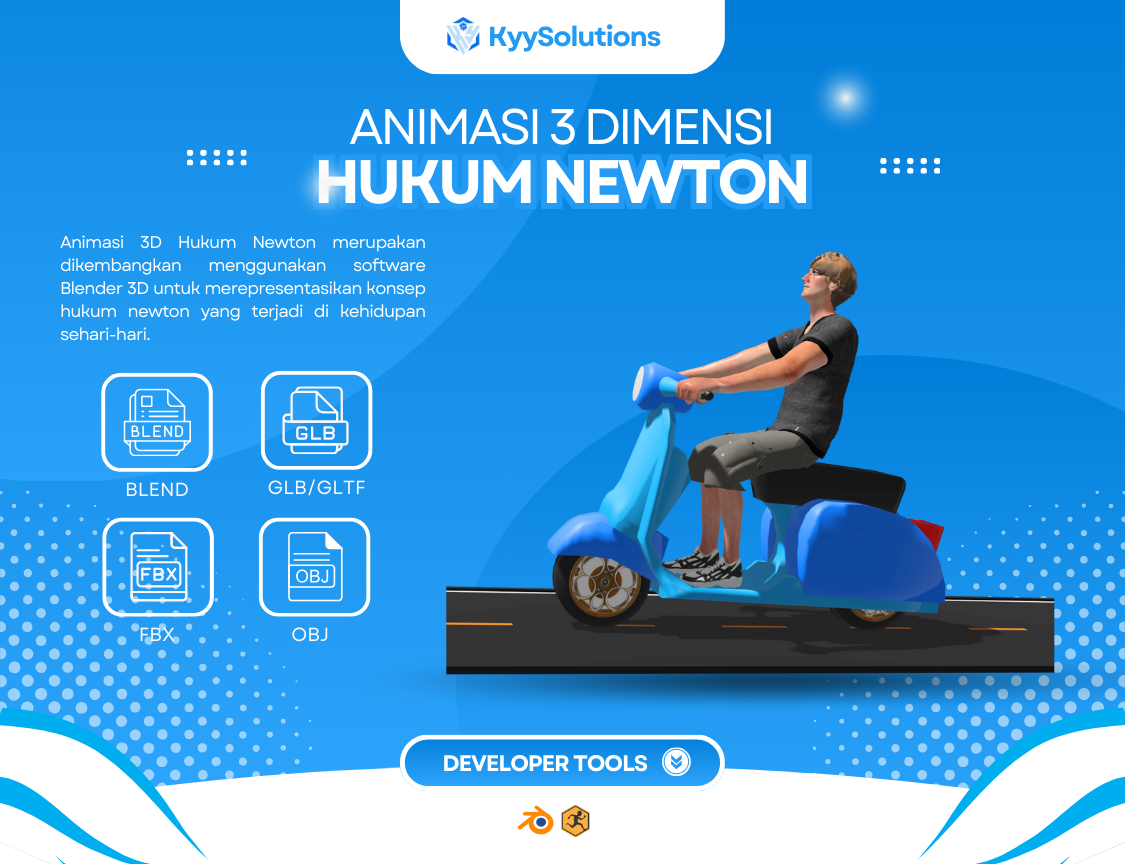 KyySolutions
ANIMASI 3 DIMENSI
HUKUM NEWTON
Animasi 3D Hukum Newton merupakan
dikembangkan menggunakan software
Blender 3D untuk merepresentasikan konsep
hukum newton yang terjadi di kehidupan
sehari-hari.
BLEND
GLB
BLEND
GLB/GLTF
FBX
OBJ
FBX
OBJ
DEVELOPER TOOLS